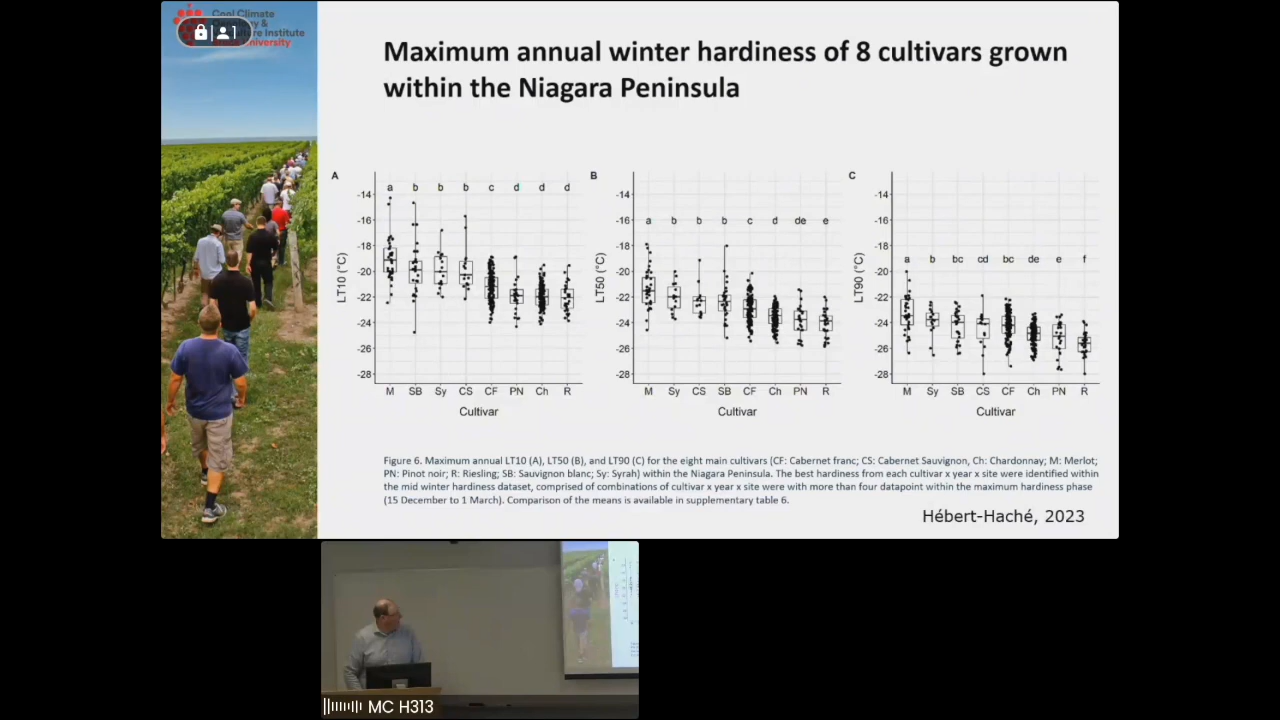 Cool Climate
& 
Institute
University
1
Maximum annual winter hardiness of 8 cultivars grown
within the Niagara Peninsula
A
LT10 (°C)
-14
-16
-18
-20
-22
-24
-26
-28
a b b b c d d d
M SB Sy CS CF PN Ch R
Cultivar
B
LT50 (°C)
-14
-16
-18
-20
-22
-24
-26
-28
a b b b c d de e
M Sy CS SB CF Ch PN R
Cultivar
C
LT90 (°C)
-14
-16
-18
-20
-22
-24
-26
-28
a b bc cd bc de e f
M Sy SB CS CF Ch PN R
Cultivar
Figure 6. Maximum annual LT10 (A), LT50 (B), and LT90 (C) for the eight main cultivars (CF: Cabernet franc; CS: Cabernet Sauvignon, Ch: Chardonnay; M: Merlot;
PN: Pinot noir; R: Riesling; SB: Sauvignon blanc; Sy: Syrah) within the Niagara Peninsula. The best hardiness from each cultivar x year x site were identified within
the mid winter hardiness dataset, comprised of combinations of cultivar x year x site were with more than four datapoint within the maximum hardiness phase
(15 December to 1 March). Comparison of the means is available in supplementary table 6.
Hébert-Haché, 2023
MC H313